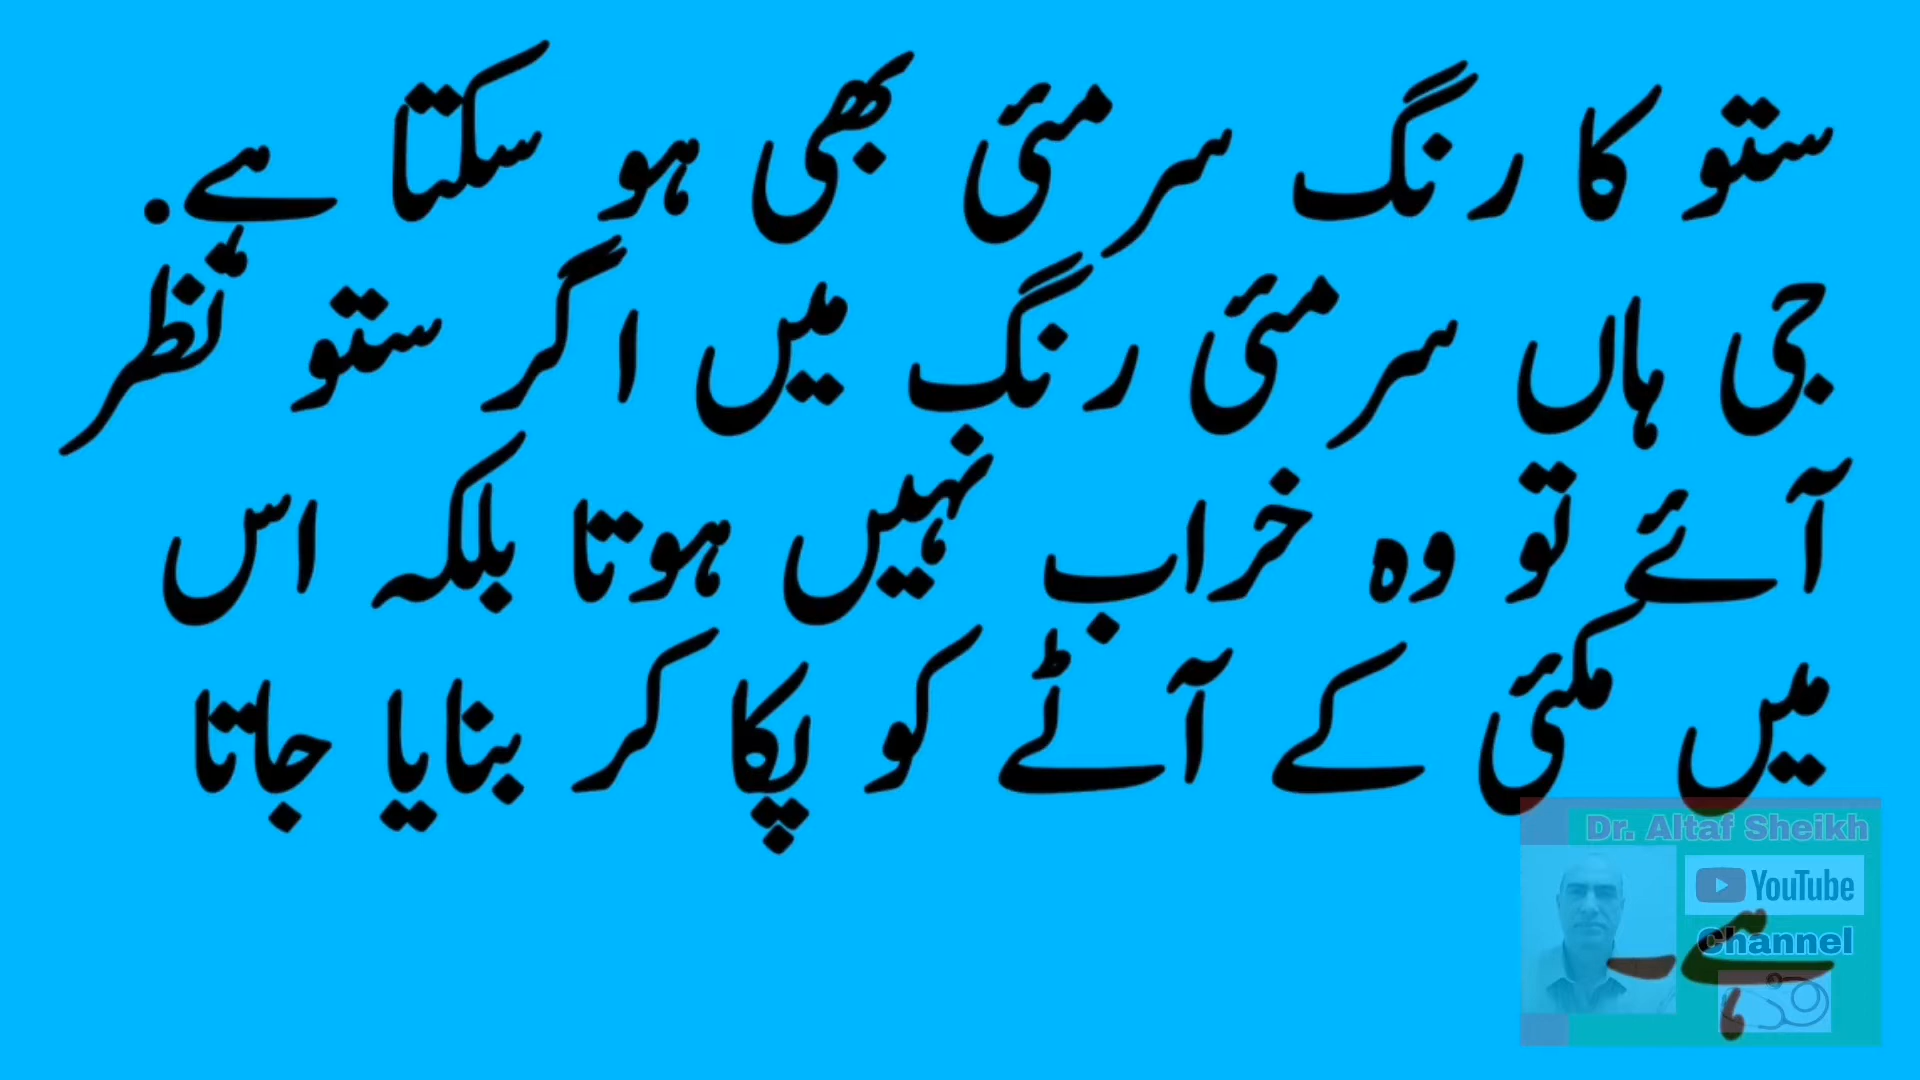 ستو کا رنگ سرمئی بھی ہو سکتا ہے.
جی ہاں سرمئی رنگ میں اگر ستو نظر
آئے تو وہ خراب نہیں ہوتا بلکہ اس
میں مکئی کے آٹے کو پکا کر بنایا جاتا
ہے۔
Dr. Altaf Sheikh
YouTube
Channel